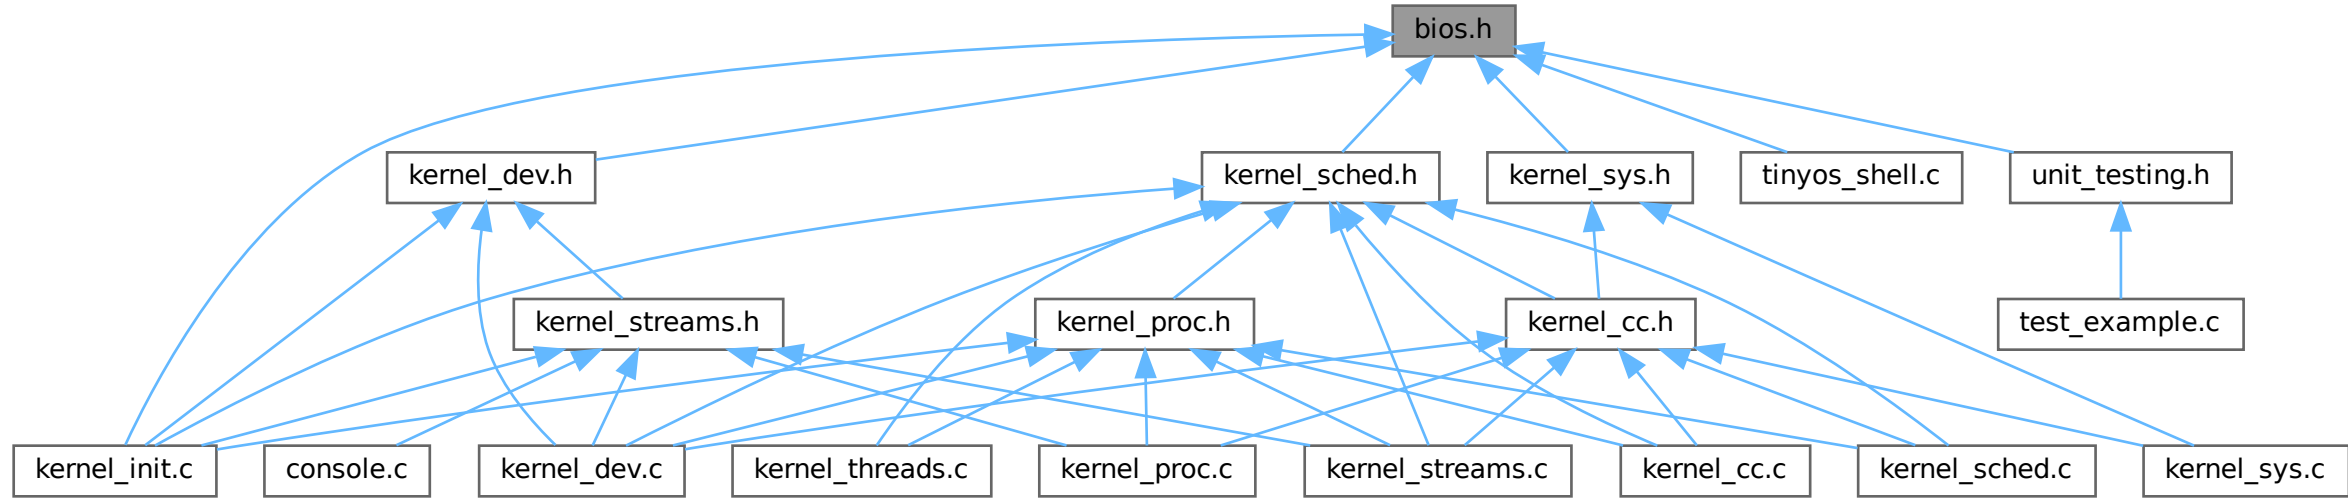 bios.h
kernel_dev.h
kernel_sched.h
kernel_sys.h
tinyos_shell.c
unit_testing.h
kernel_streams.h
kernel_proc.h
kernel_cc.h
test_example.c
kernel_init.c
console.c
kernel_dev.c
kernel_threads.c
kernel_proc.c
kernel_streams.c
kernel_cc.c
kernel_sched.c
kernel_sys.c